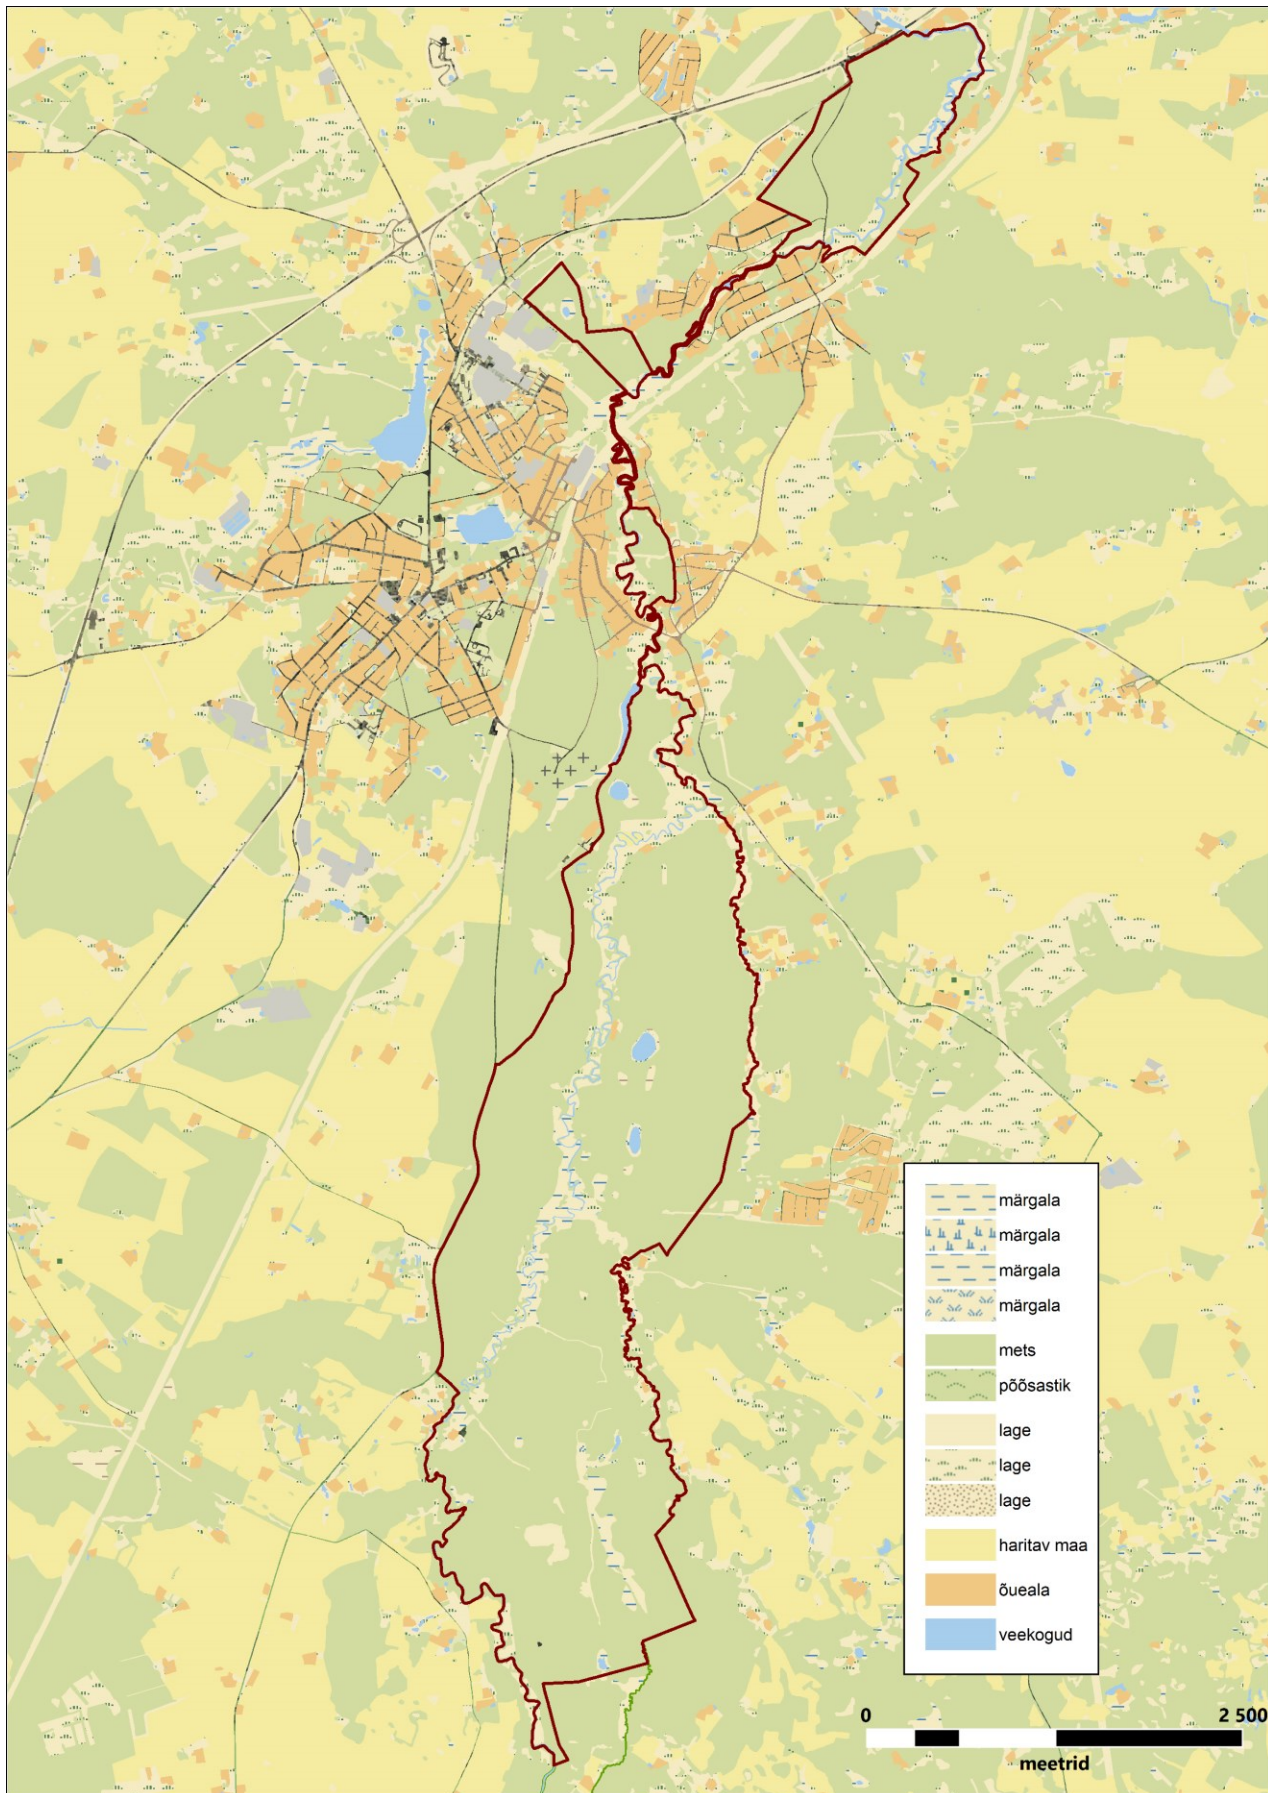 märgala
märgala
märgala
märgala
mets
põõsastik
lage
lage
lage
haritav maa
õueala
veekogud
0 2 500
meetrid